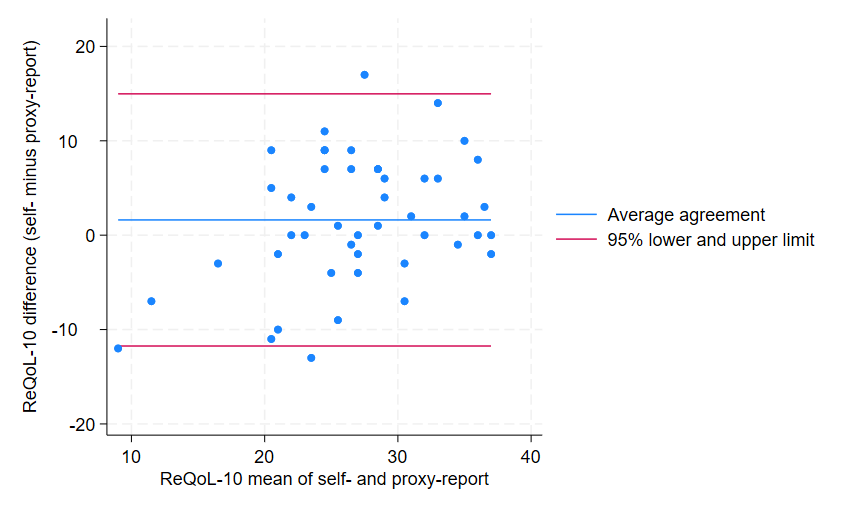 ReQoL-10 difference (self- minus proxy-report)
20
10
0
-10
-20
10
20
30
40
ReQoL-10 mean of self- and proxy-report
Average agreement
95% lower and upper limit